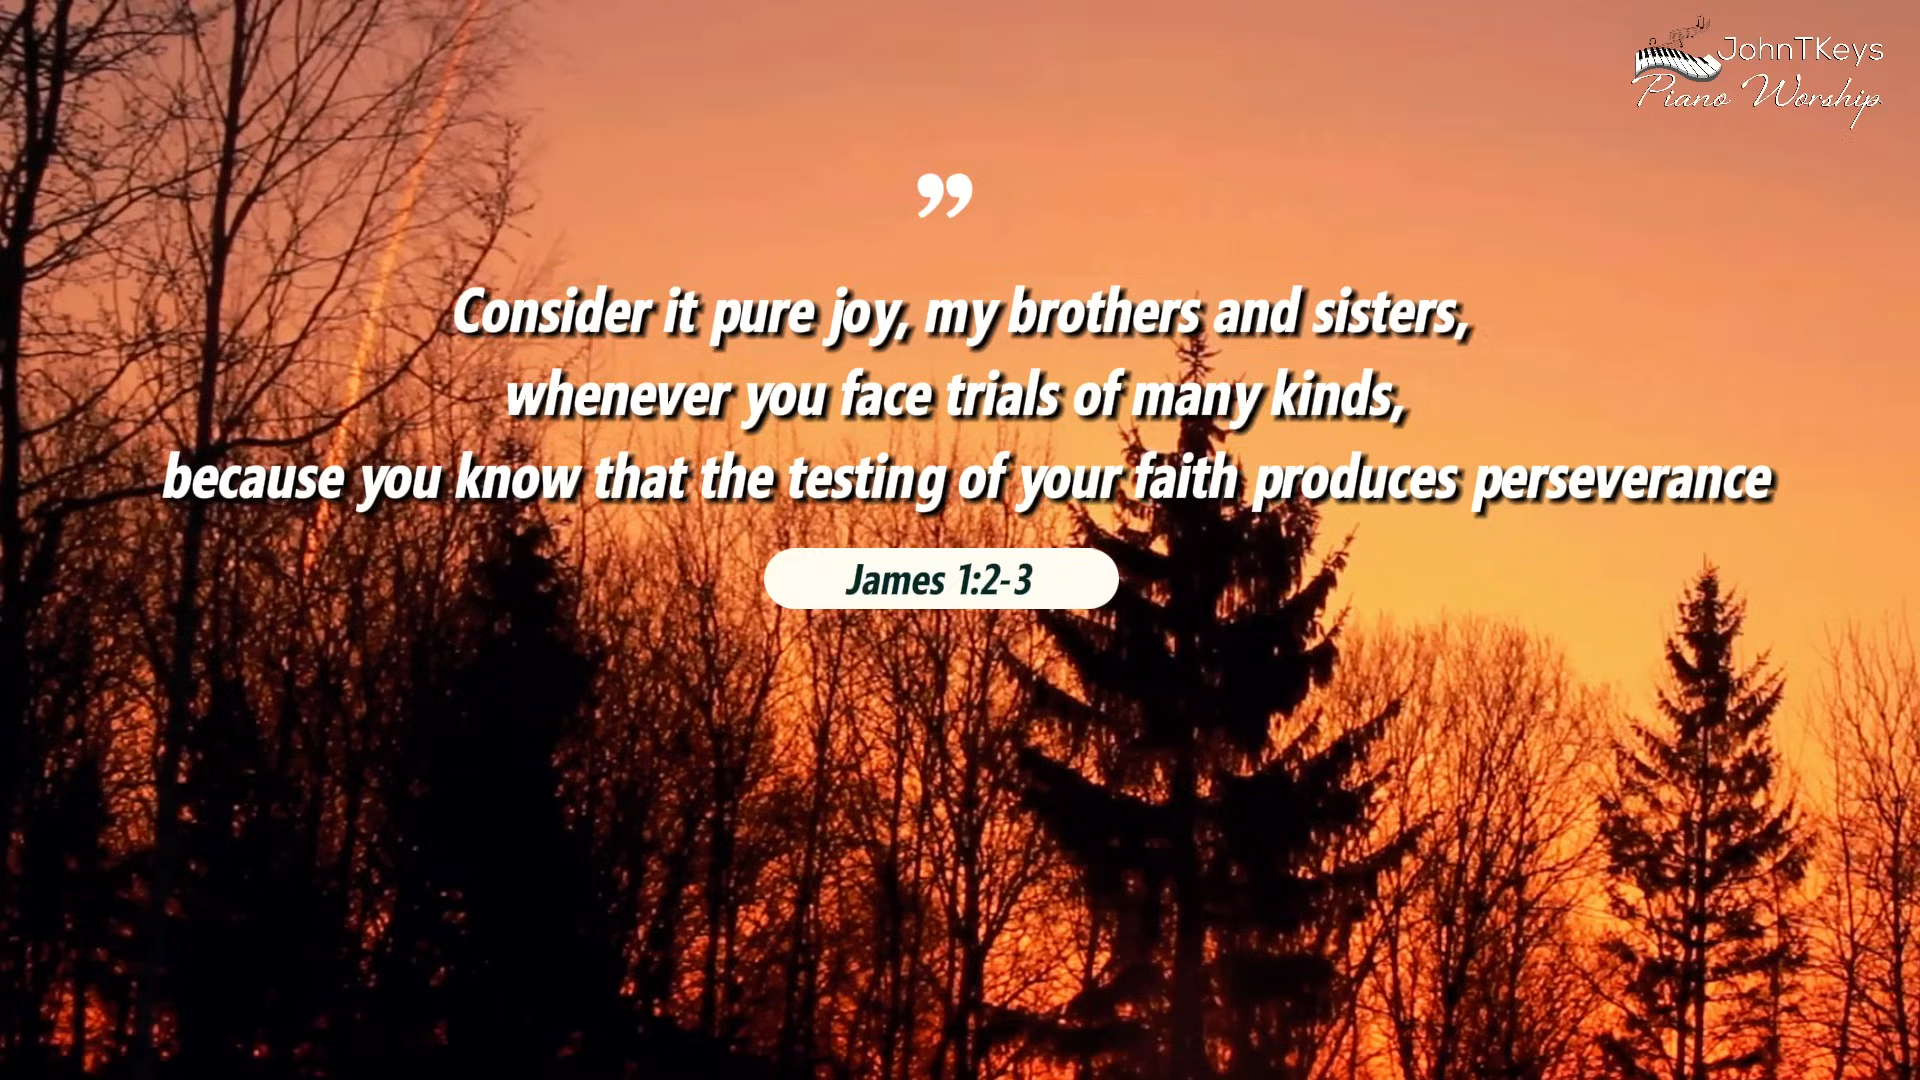 JohnTKeys
Piano Worship
”
Consider it pure joy, my brothers and sisters,
whenever you face trials of many kinds,
because you know that the testing of your faith produces perseverance
James 1:2-3